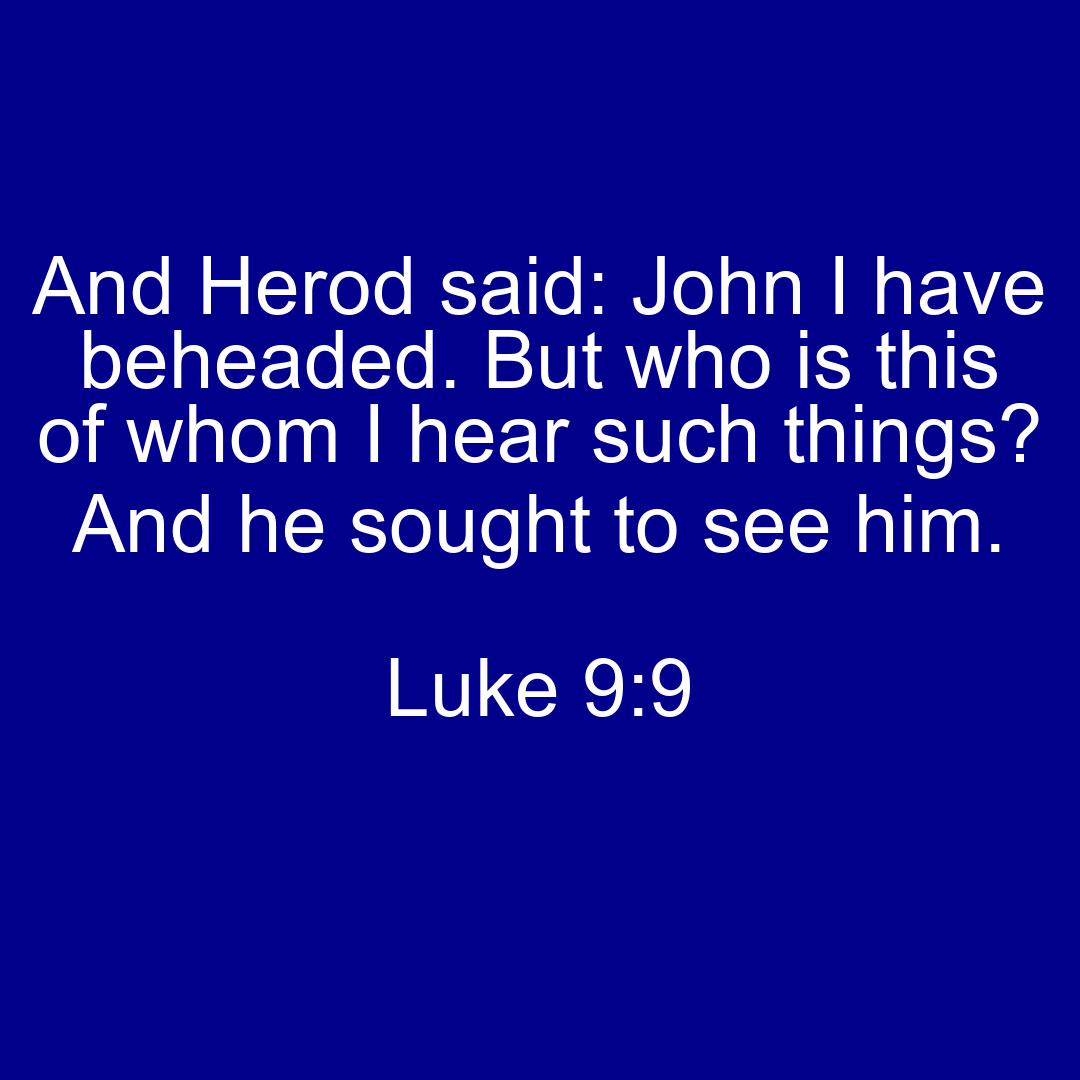 And Herod said: John I have
beheaded. But who is this
of whom I hear such things?
And he sought to see him.
Luke 9:9